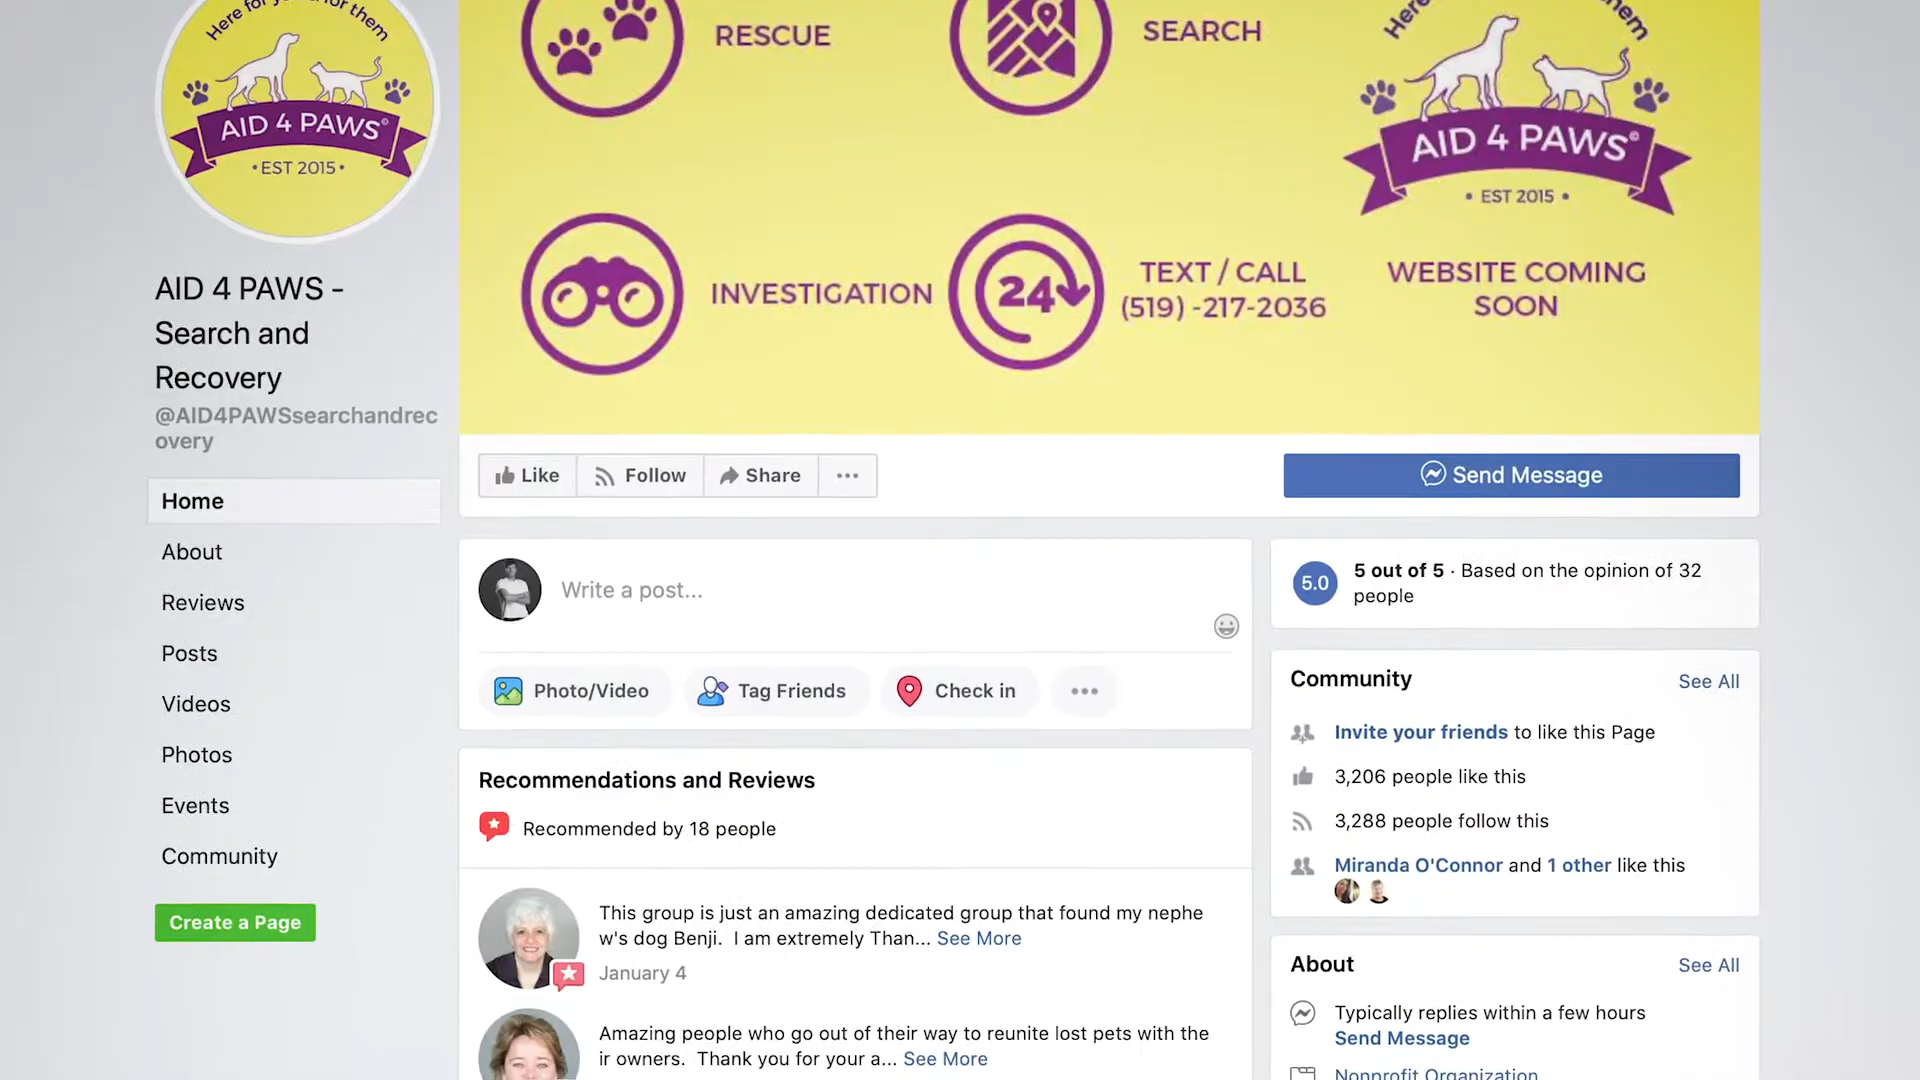 Here for you
for them
AID 4 PAWS©
• EST 2015 •
AID 4 PAWS -
Search and
Recovery
@AID4PAWSsearchandrec
overy
Home
About
Reviews
Posts
Videos
Photos
Events
Community
Create a Page
RESCUE
SEARCH
Here
them
AID 4 PAWS©
• EST 2015 •
INVESTIGATION
24
TEXT / CALL
(519) -217-2036
WEBSITE COMING
SOON
Like
Follow
Share
Send Message
Write a post...
Photo/Video
Tag Friends
Check in
Recommendations and Reviews
Recommended by 18 people
This group is just an amazing dedicated group that found my nephe
w's dog Benji.  I am extremely Than... See More
January 4
Amazing people who go out of their way to reunite lost pets with the
ir owners.  Thank you for your a... See More
5.0
5 out of 5 · Based on the opinion of 32
people
Community
See All
Invite your friends to like this Page
3,206 people like this
3,288 people follow this
Miranda O'Connor and 1 other like this
About
See All
Typically replies within a few hours
Send Message
Nonprofit Organization